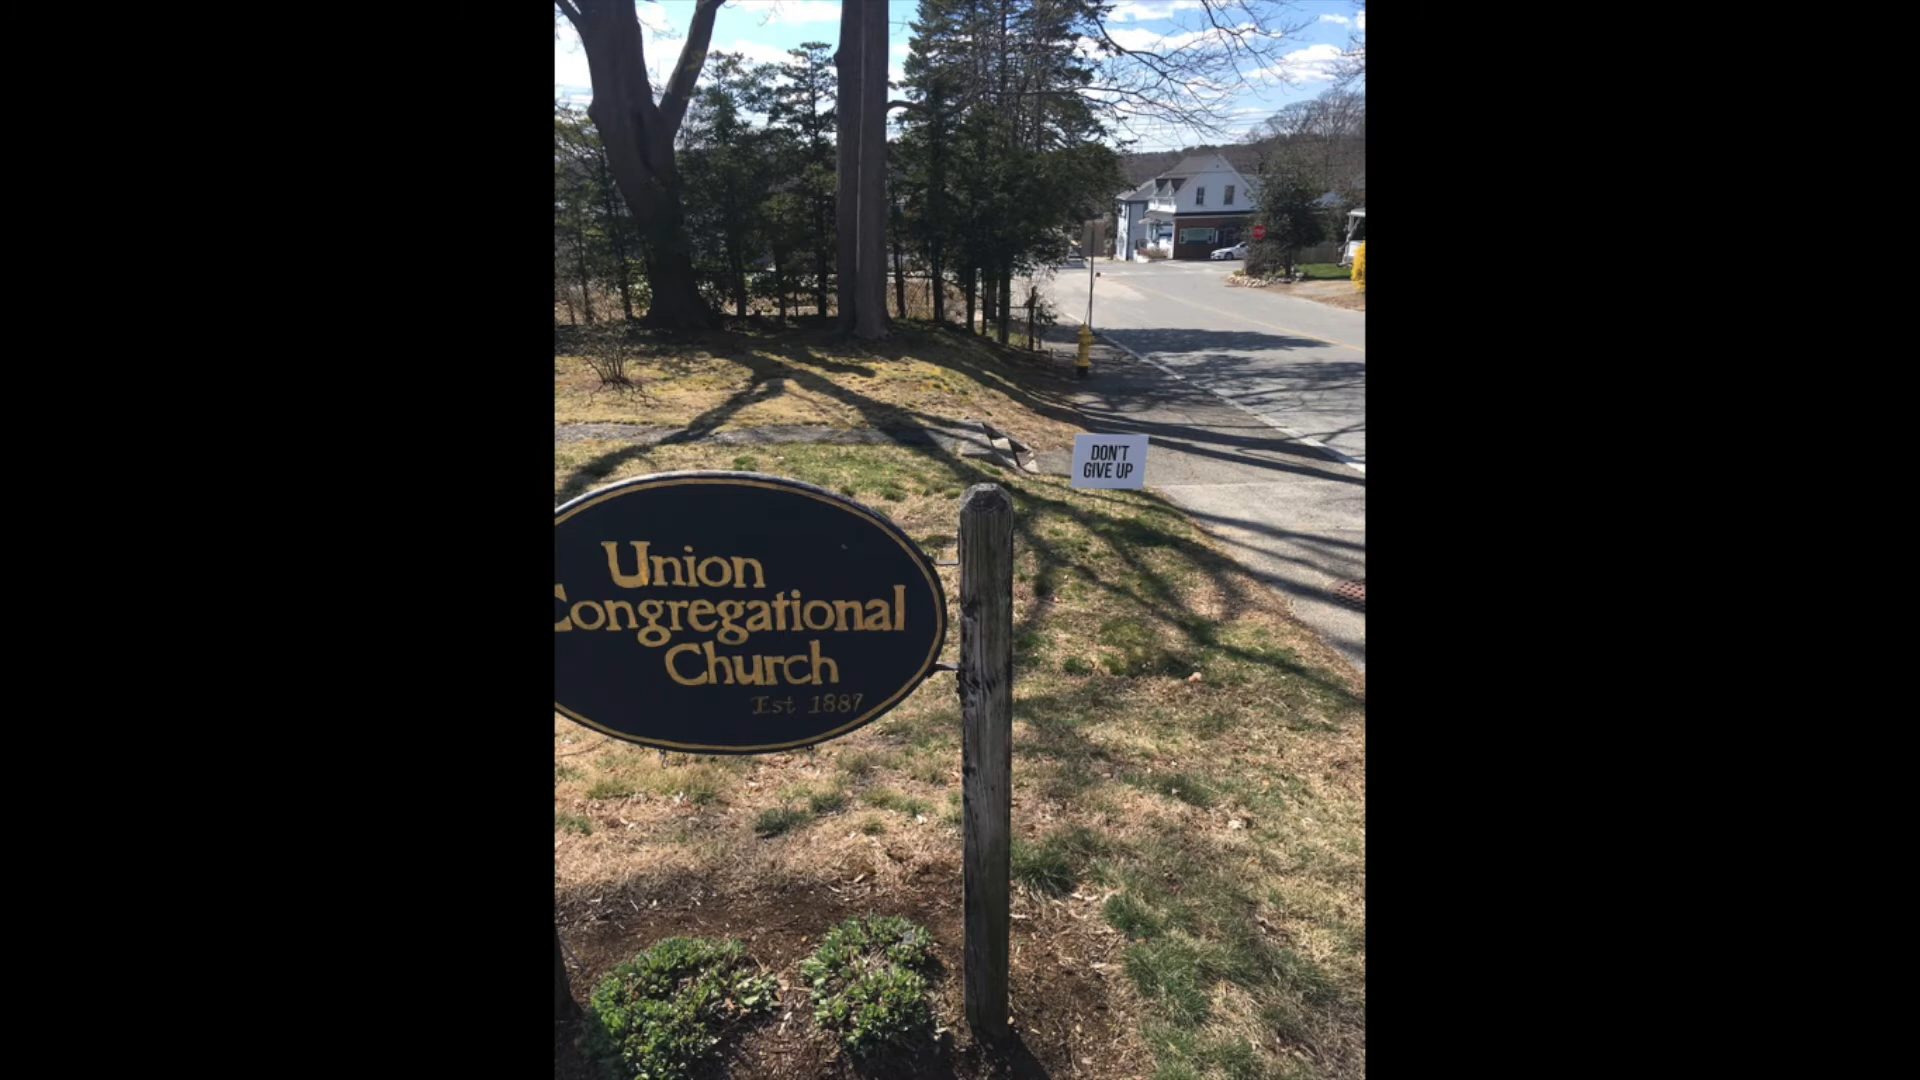 DON'T
GIVE UP
Union
Congregational
Church
Est 1887